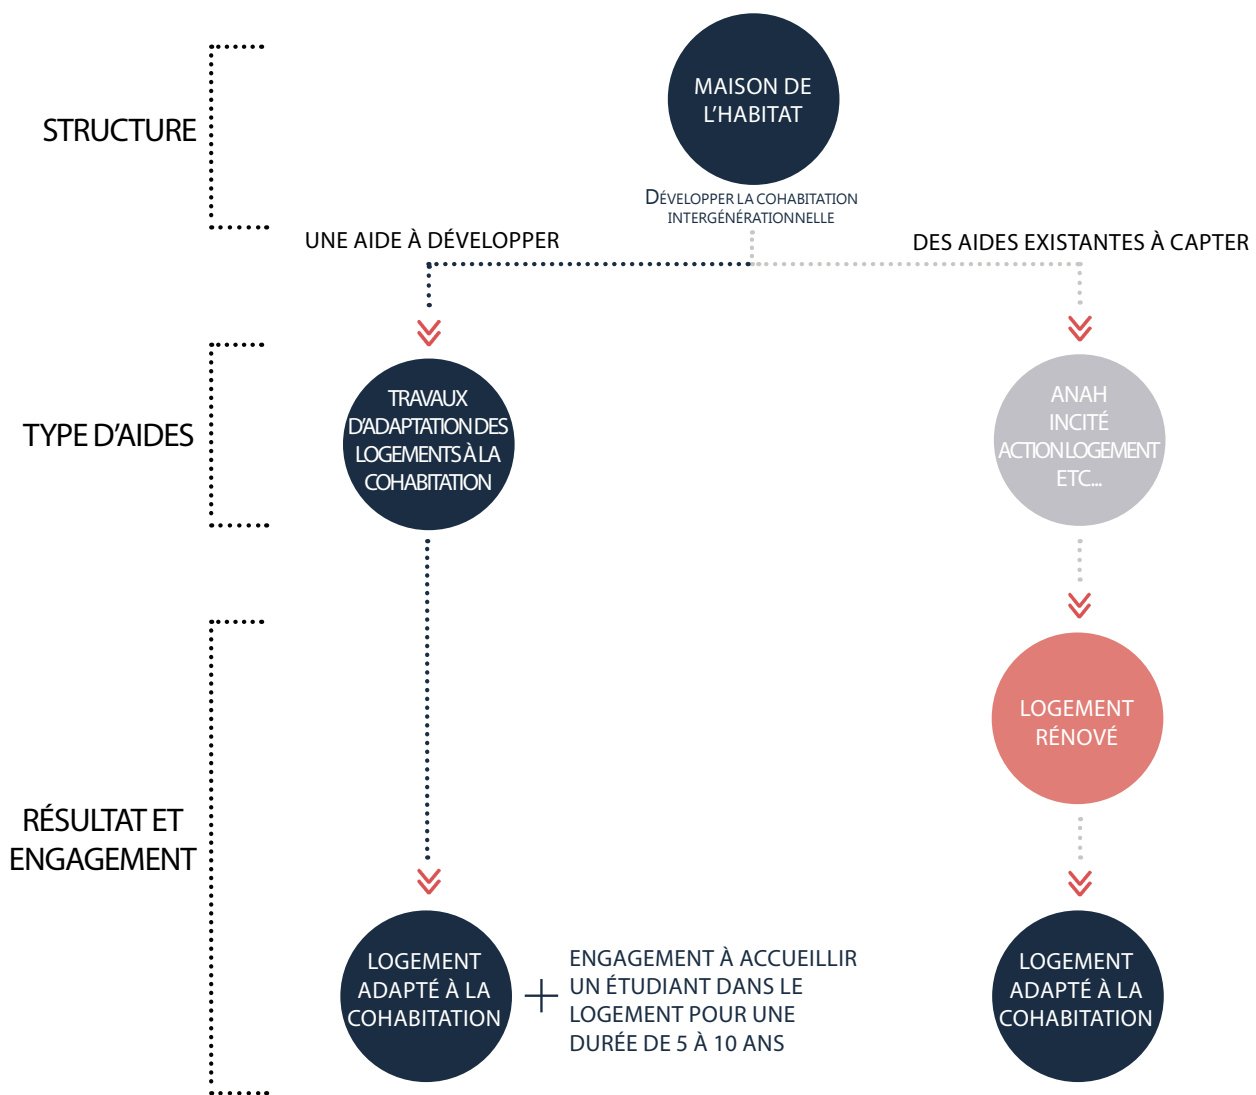 STRUCTURE
MAISON DE
L'HABITAT
DÉVELOPPER LA COHABITATION
INTERGÉNÉRATIONNELLE
UNE AIDE À DÉVELOPPER
DES AIDES EXISTANTES À CAPTER
TYPE D'AIDES
TRAVAUX
D'ADAPTATION DES
LOGEMENTS À LA
COHABITATION
ANAH
INCITÉ
ACTION LOGEMENT
ETC...
RÉSULTAT ET
ENGAGEMENT
LOGEMENT
RÉNOVÉ
LOGEMENT
ADAPTÉ À LA
COHABITATION
+
ENGAGEMENT À ACCUEILLIR
UN ÉTUDIANT DANS LE
LOGEMENT POUR UNE
DURÉE DE 5 À 10 ANS
LOGEMENT
ADAPTÉ À LA
COHABITATION